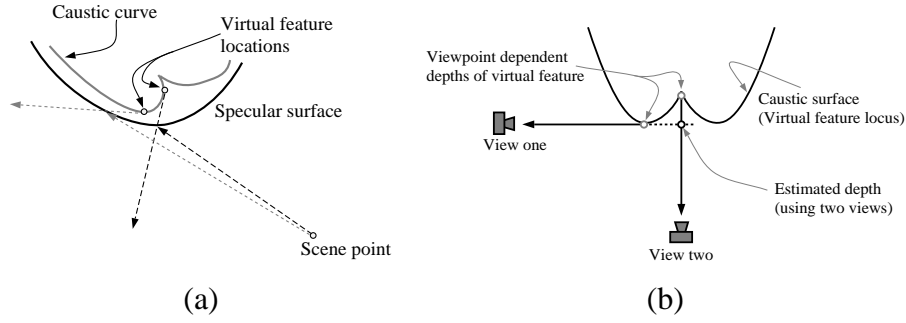 Caustic curve
Virtual feature
locations
Specular surface
Scene point
(a)
Viewpoint dependent
depths of virtual feature
Caustic surface
(Virtual feature locus)
View one
Estimated depth
(using two views)
View two
(b)